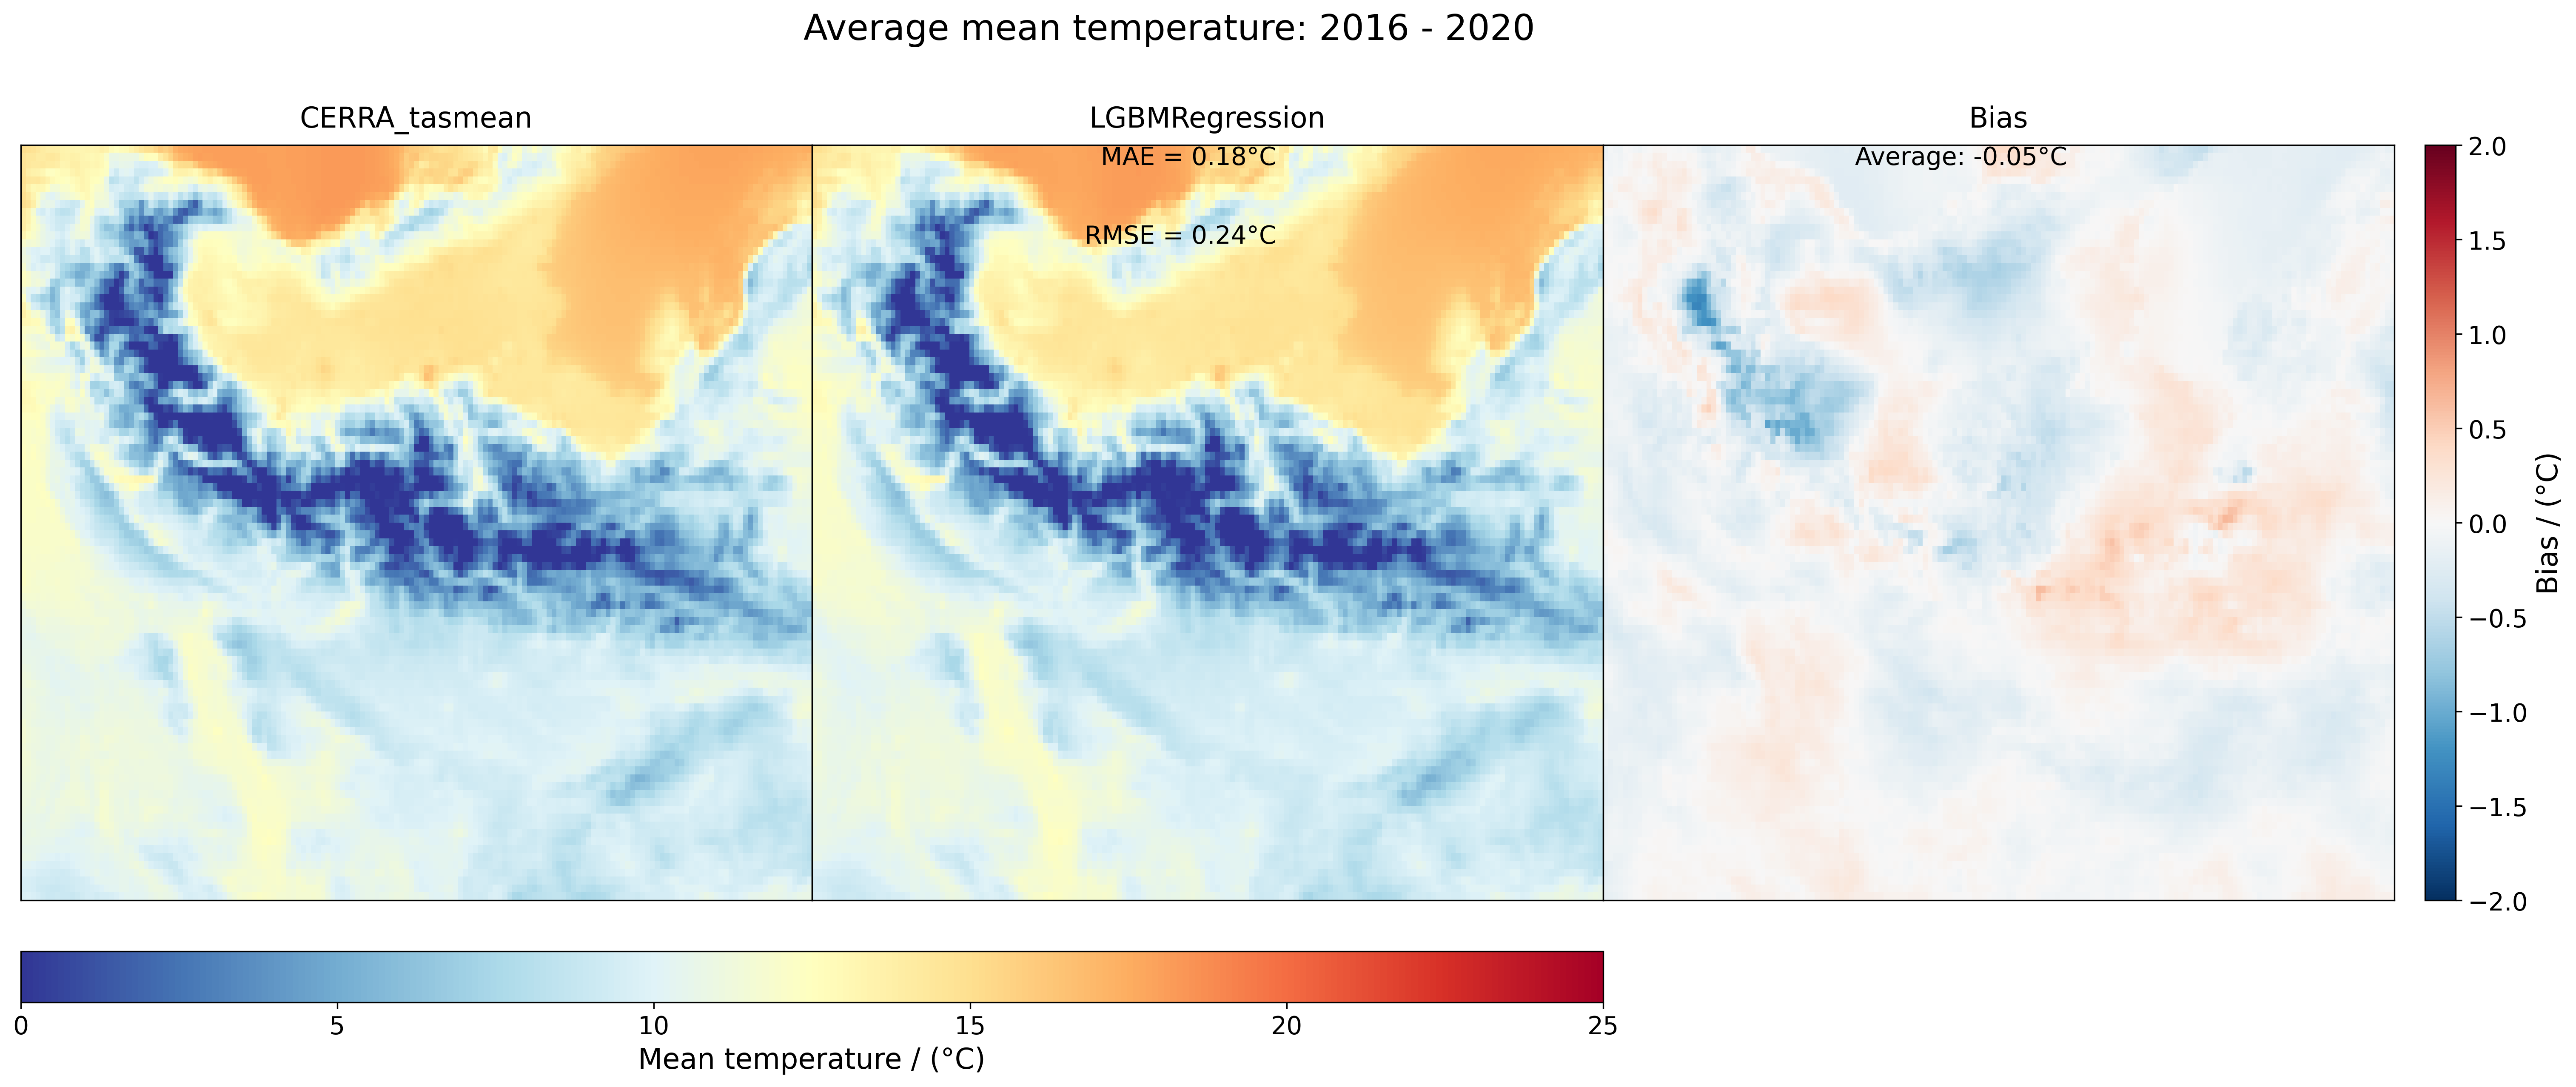 Average mean temperature: 2016 - 2020
CERRA_tasmean
LGBMRegression
Bias
MAE = 0.18°C
RMSE = 0.24°C
Average: -0.05°C
2.0
1.5
1.0
0.5
0.0
−0.5
−1.0
−1.5
−2.0
Bias / (°C)
0 5 10 15 20 25
Mean temperature / (°C)